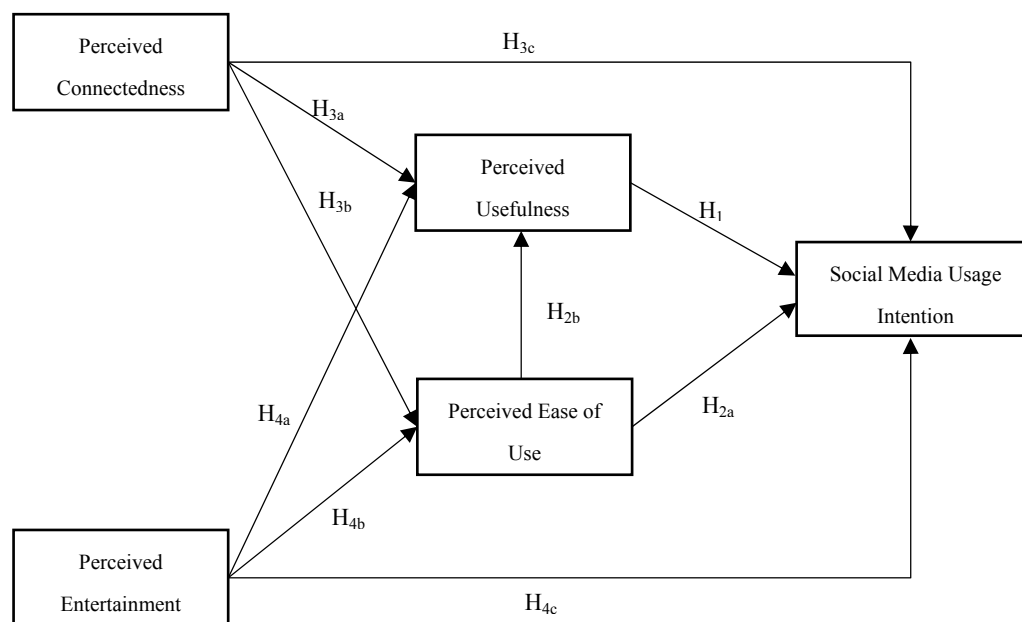 Perceived
Connectedness
H3c
H3a
Perceived
Usefulness
H3b
H1
Social Media Usage
Intention
H2b
H4a
Perceived Ease of
Use
H2a
H4b
Perceived
Entertainment
H4c